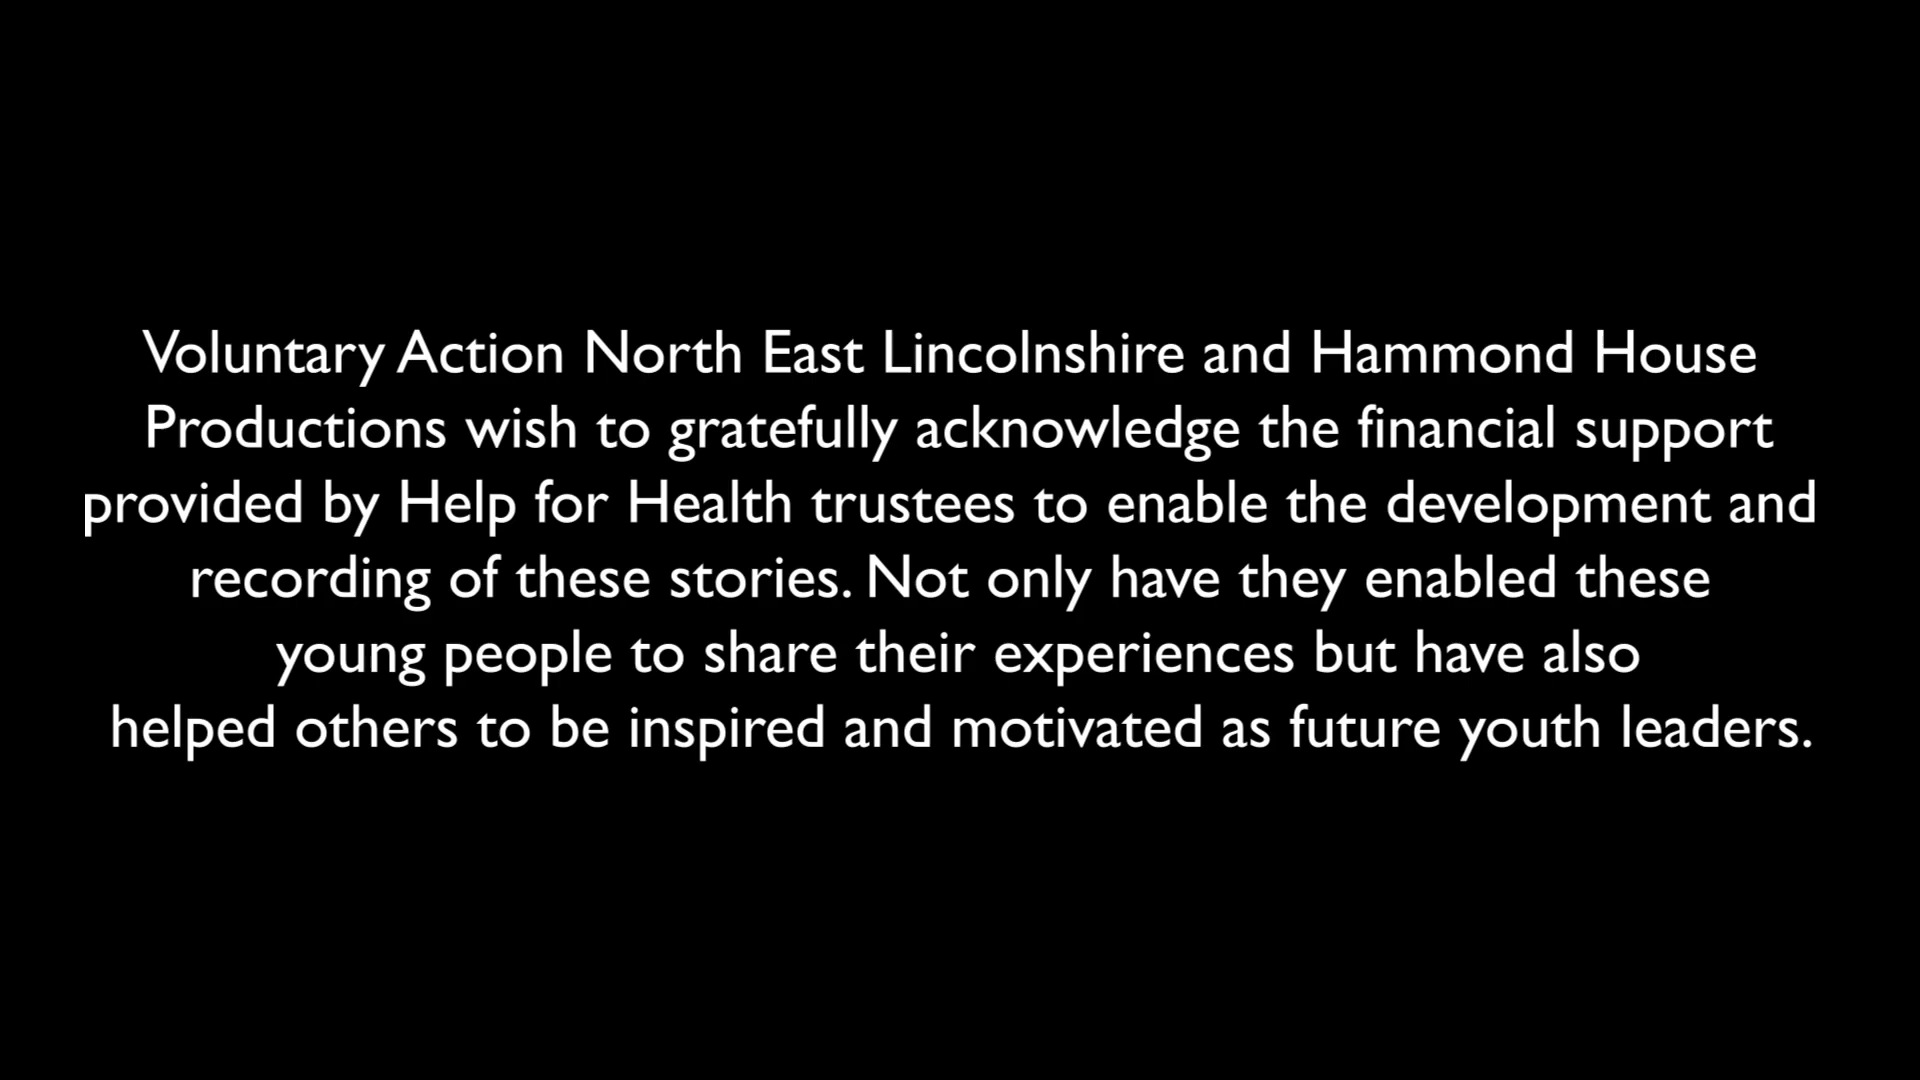 Voluntary Action North East Lincolnshire and Hammond House
Productions wish to gratefully acknowledge the financial support
provided by Help for Health trustees to enable the development and
recording of these stories. Not only have they enabled these
young people to share their experiences but have also
helped others to be inspired and motivated as future youth leaders.